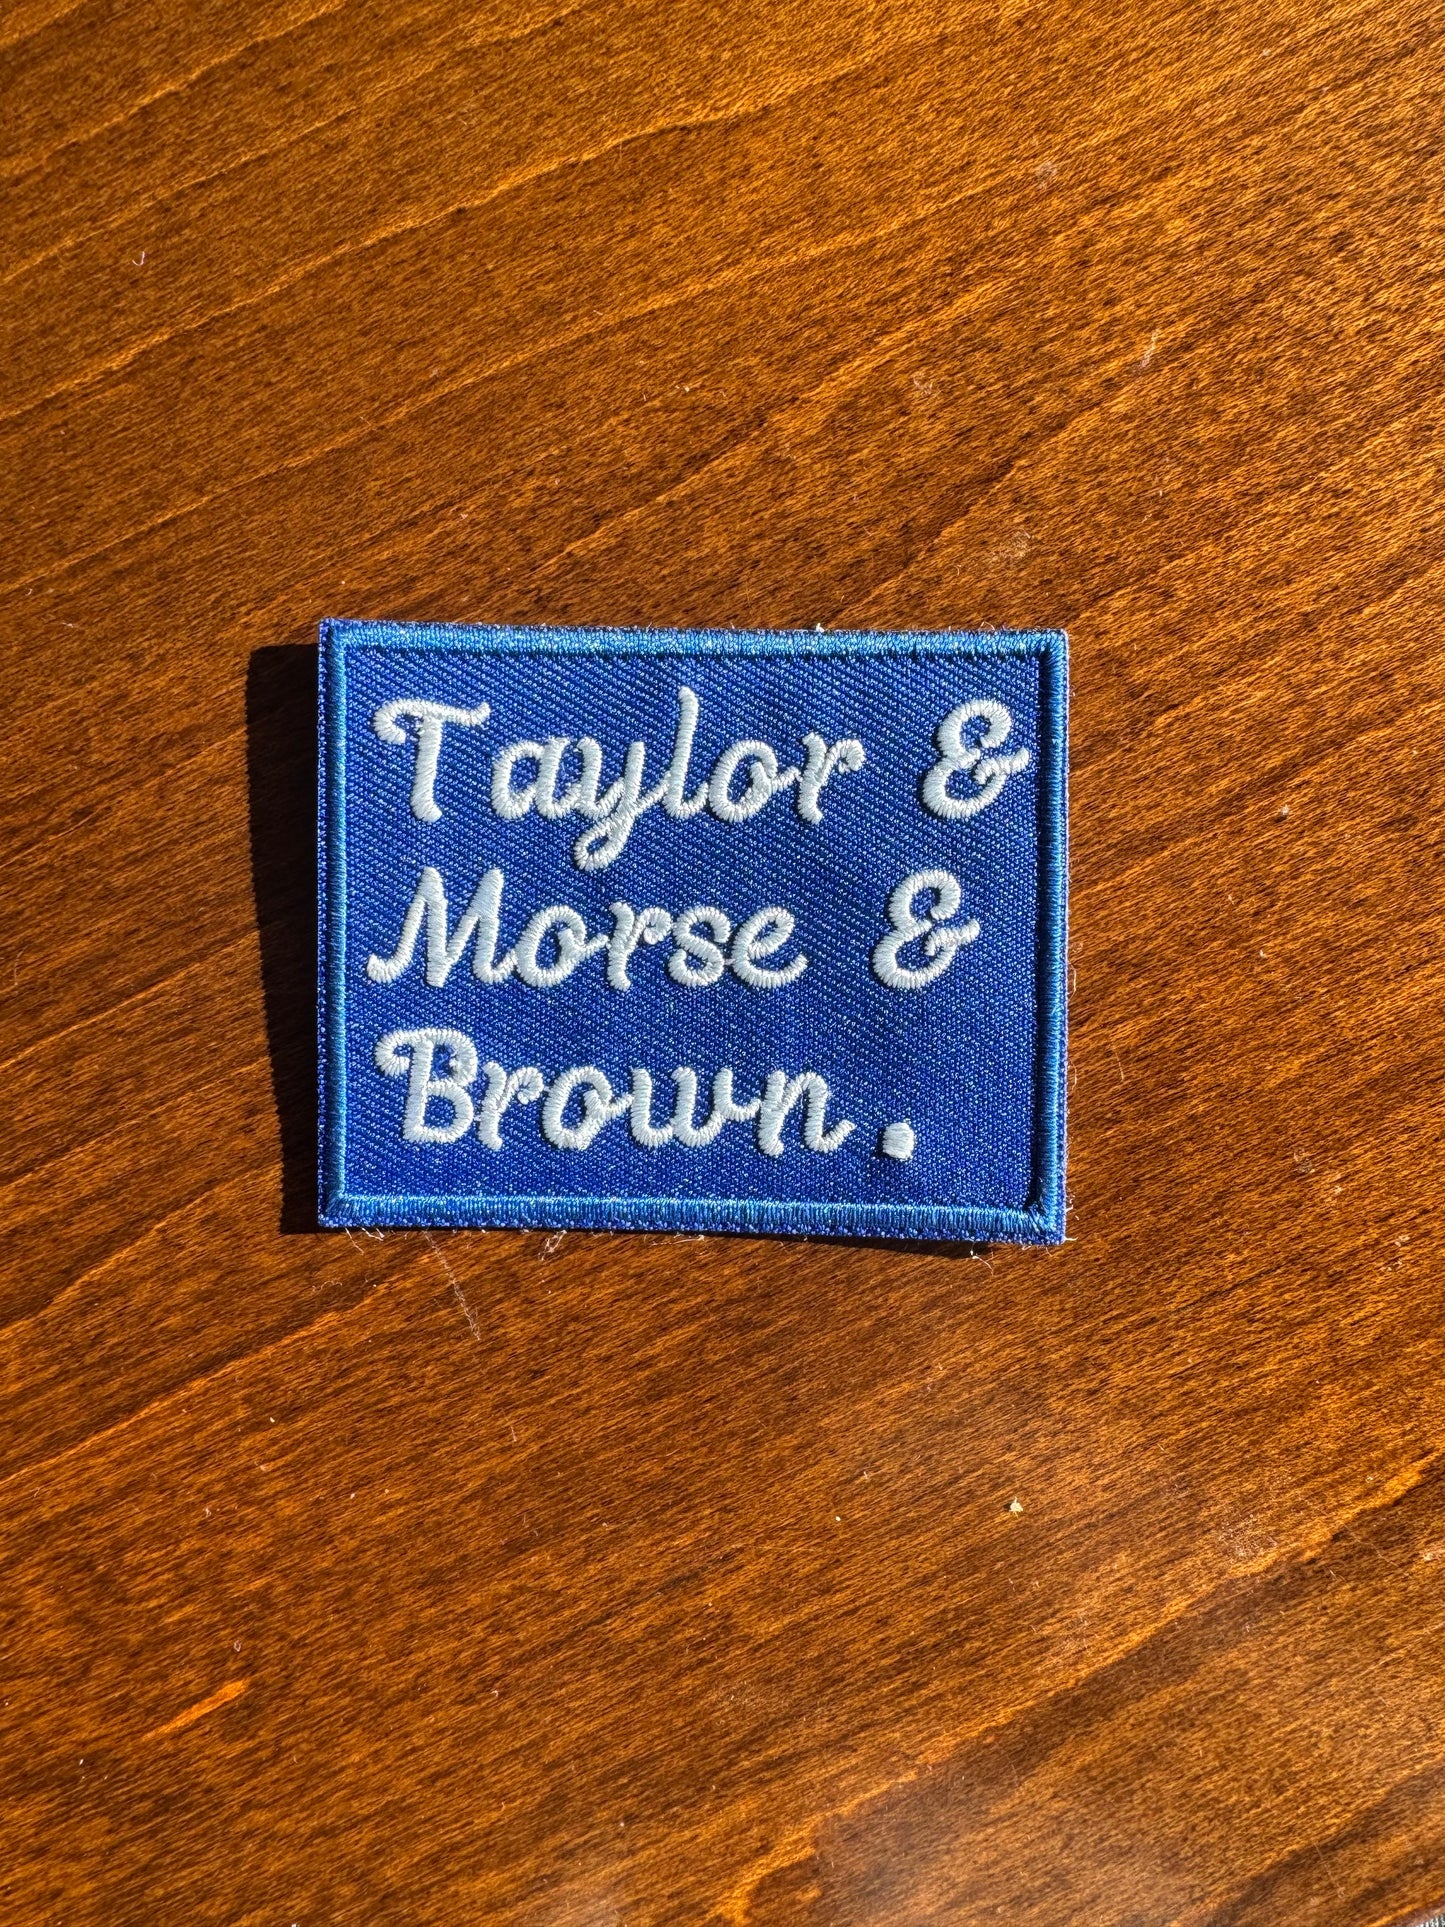 Taylor &
Morse &
Brown.